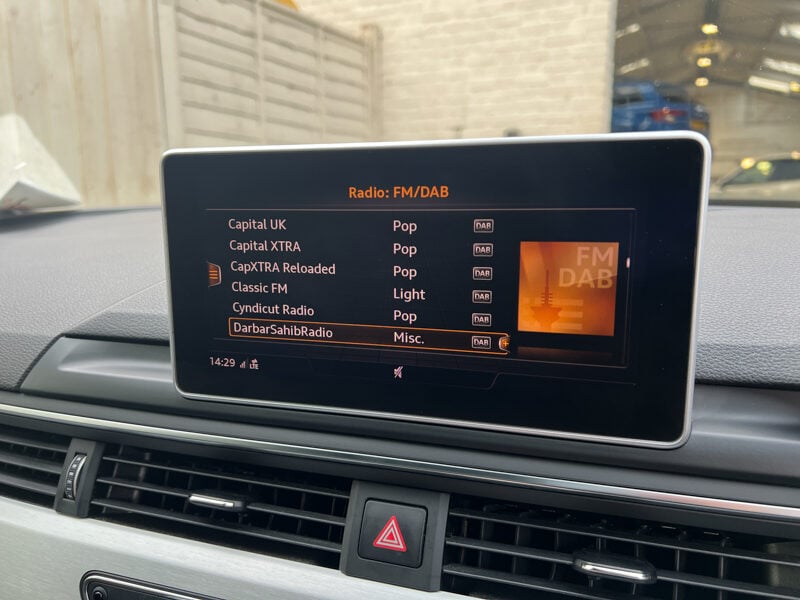 Radio: FM/DAB
Capital UK Pop DAB
Capital XTRA Pop DAB
CapXTRA Reloaded Pop DAB
Classic FM Light DAB
Cyndicut Radio Pop DAB
DarbarSahibRadio Misc. DAB
FM
DAB
14:29 LTE